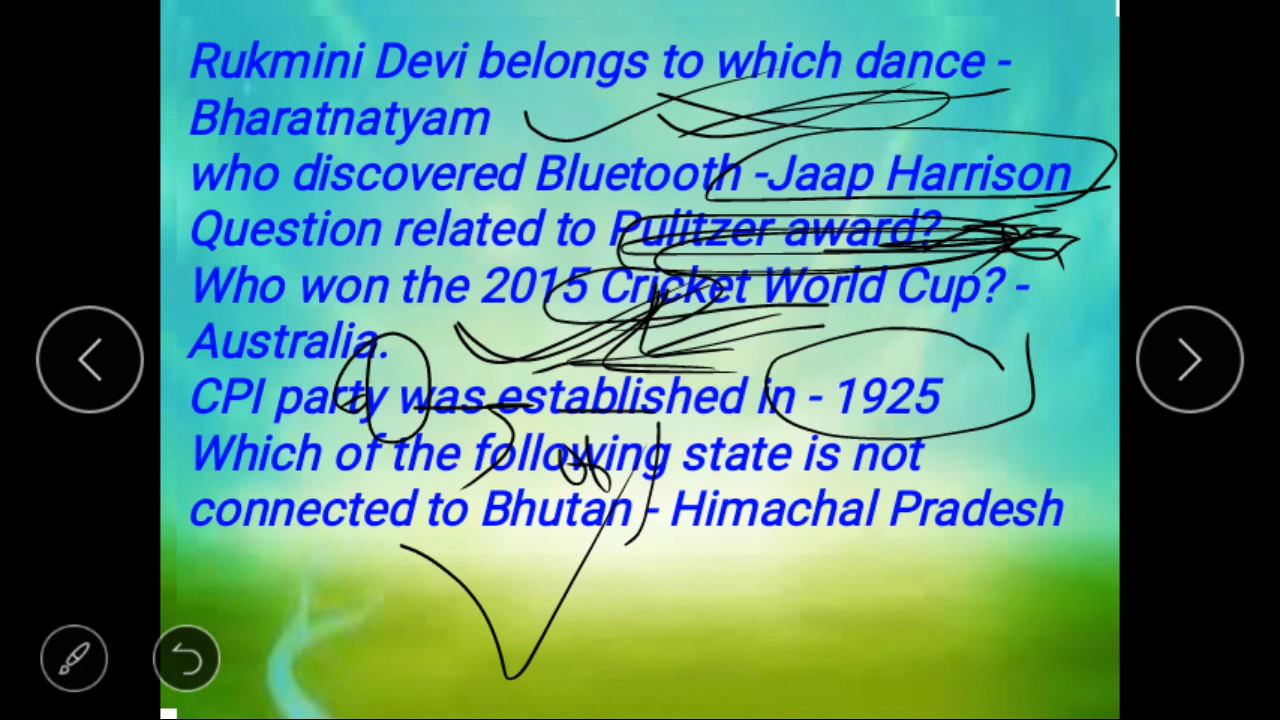 Rukmini Devi belongs to which dance -
Bharatnatyam
who discovered Bluetooth -Jaap Harrison
Question related to Pulitzer award?
Who won the 2015 Cricket World Cup? -
Australia.
CPI party was established in - 1925
Which of the following state is not
connected to Bhutan - Himachal Pradesh